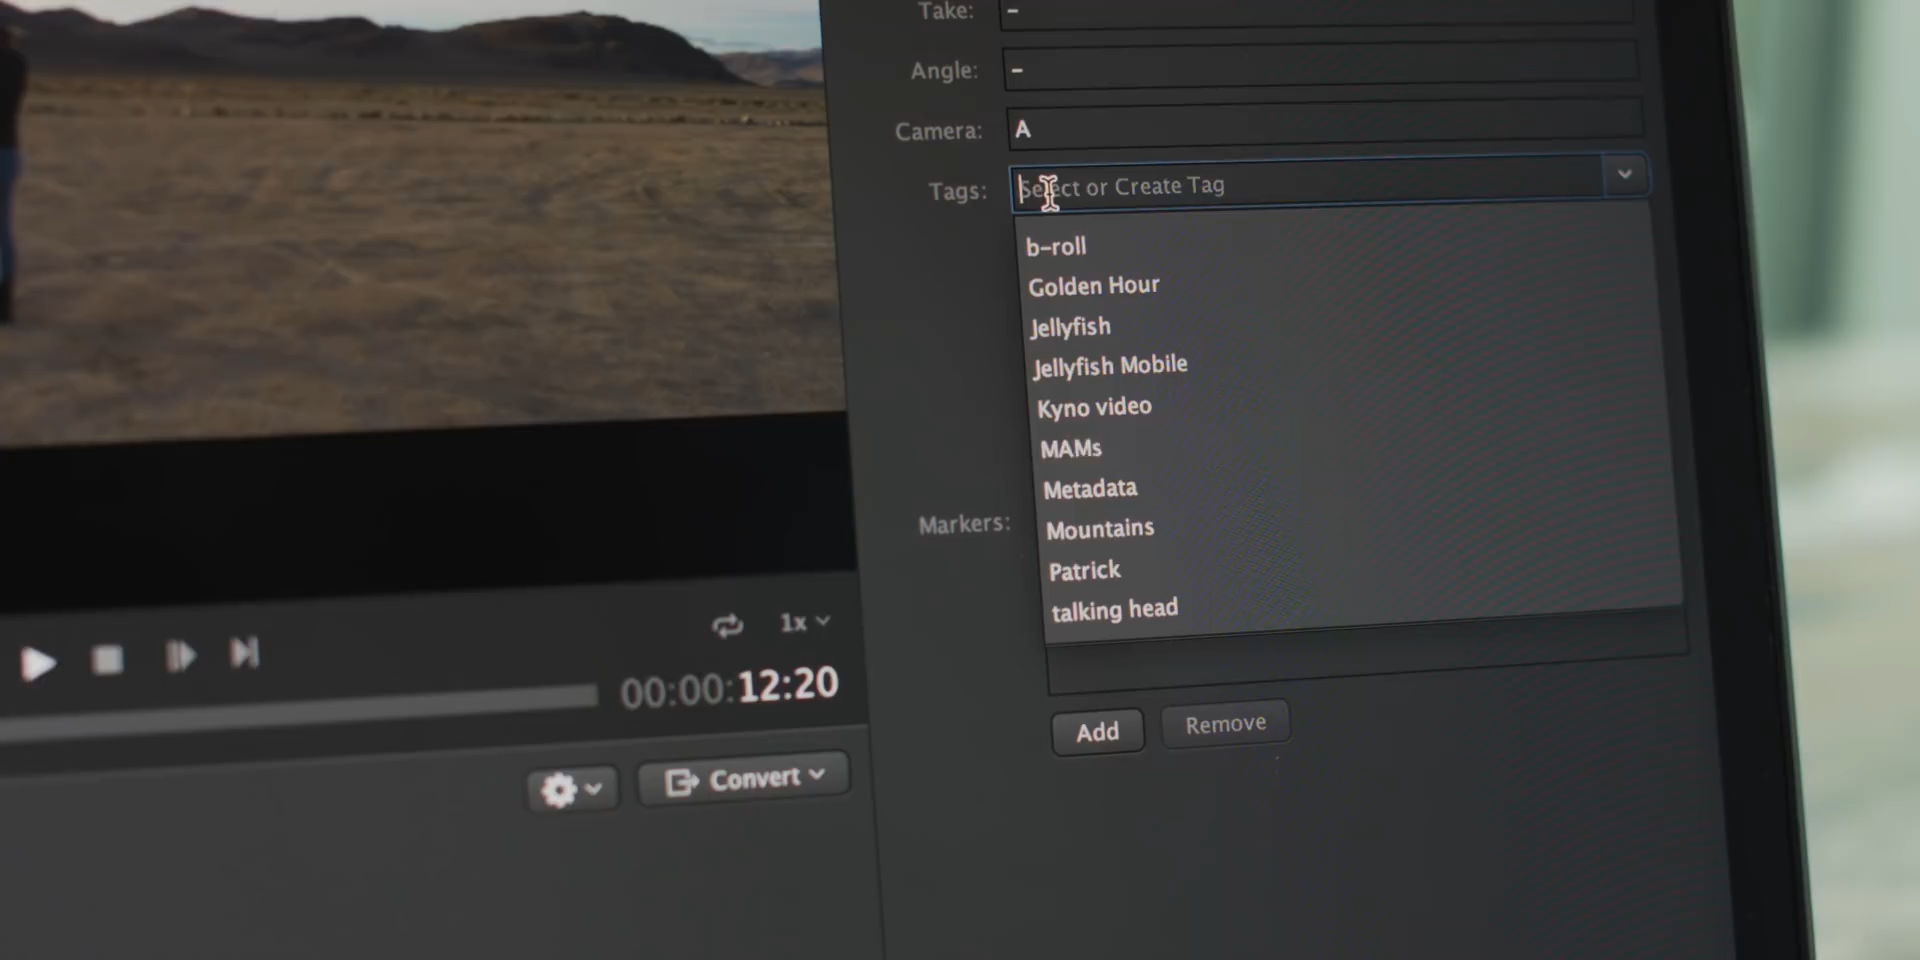 Take: –
Angle: –
Camera: A
Tags: Select or Create Tag
b-roll
Golden Hour
Jellyfish
Jellyfish Mobile
Kyno video
MAMs
Metadata
Markers:
Mountains
Patrick
talking head
1x
00:00:12:20
Add Remove
Convert